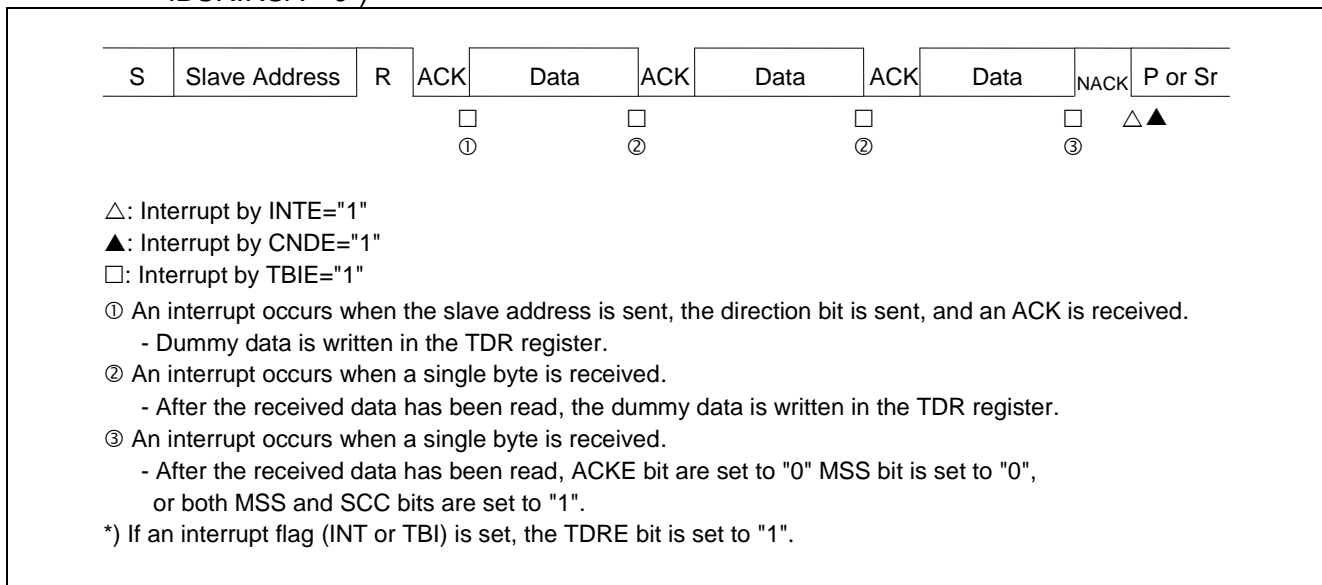 S Slave Address R ACK Data ACK Data ACK Data NACK P or Sr
① ② ② ③
△: Interrupt by INTE="1"
▲: Interrupt by CNDE="1"
□: Interrupt by TBIE="1"
① An interrupt occurs when the slave address is sent, the direction bit is sent, and an ACK is received.
- Dummy data is written in the TDR register.
② An interrupt occurs when a single byte is received.
- After the received data has been read, the dummy data is written in the TDR register.
③ An interrupt occurs when a single byte is received.
- After the received data has been read, ACKE bit are set to "0" MSS bit is set to "0",
or both MSS and SCC bits are set to "1".
*) If an interrupt flag (INT or TBI) is set, the TDRE bit is set to "1".